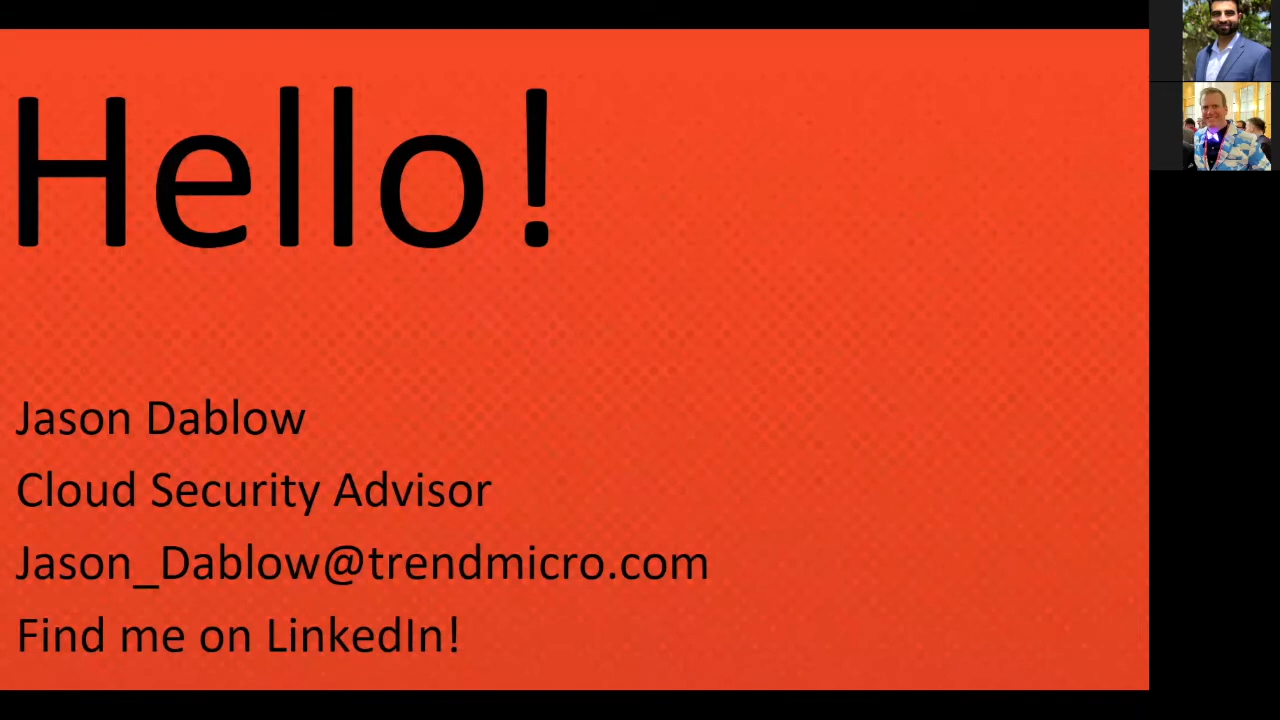 Hello!
Jason Dablow
Cloud Security Advisor
Jason_Dablow@trendmicro.com
Find me on LinkedIn!